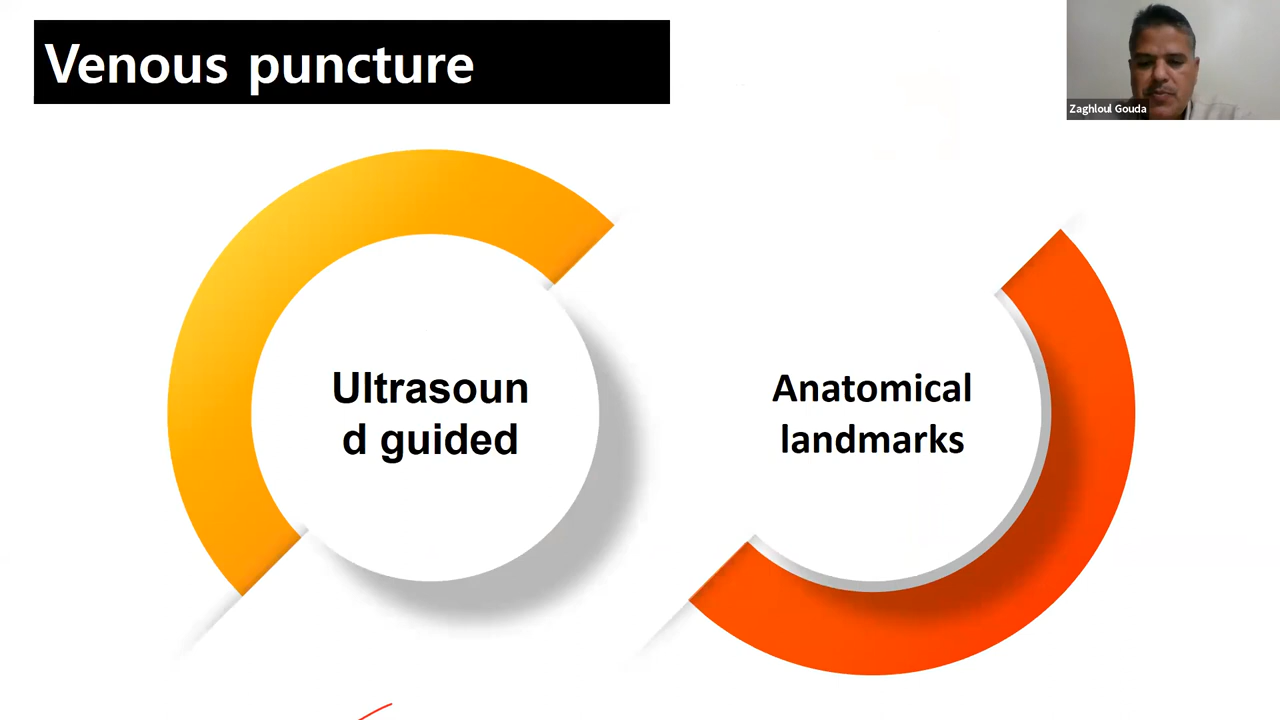 Venous puncture
Zaghloul Gouda
Ultrasoun
d guided
Anatomical
landmarks